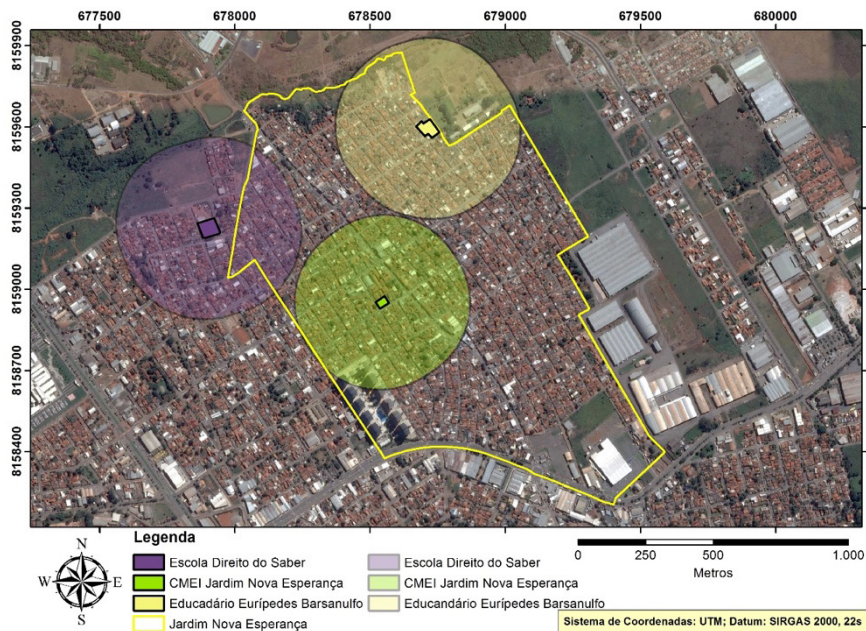 677500 678000 678500 679000 679500 680000
8159900
8159600
8159300
8159000
8158700
8158400
Legenda
Escola Direito do Saber
CMEI Jardim Nova Esperança
Educadário Eurípedes Barsanulfo
Jardim Nova Esperança
Escola Direito do Saber
CMEI Jardim Nova Esperança
Educandário Eurípedes Barsanulfo
N
W E
S
0 250 500 1.000
Metros
Sistema de Coordenadas: UTM; Datum: SIRGAS 2000, 22s